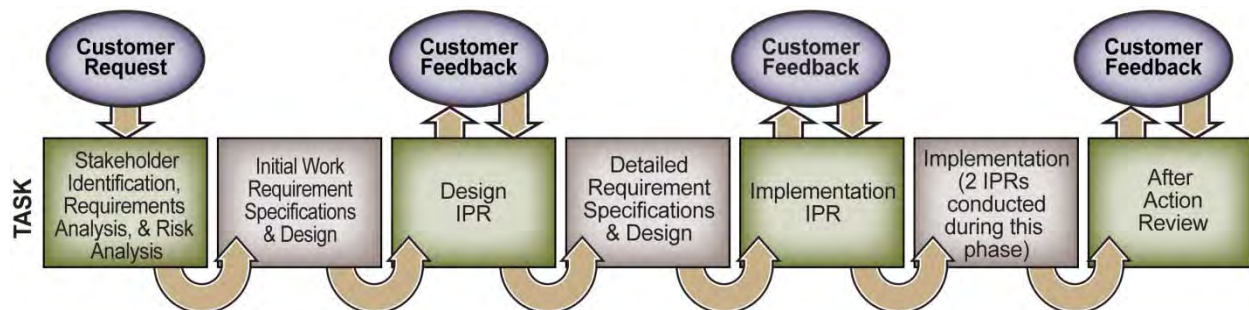 Customer
Request
Customer
Feedback
Customer
Feedback
Customer
Feedback
TASK
Stakeholder
Identification,
Requirements
Analysis, & Risk
Analysis
Initial Work
Requirement
Specifications
& Design
Design
IPR
Detailed
Requirement
Specifications
& Design
Implementation
IPR
Implementation
(2 IPRs
conducted
during this
phase)
After
Action
Review